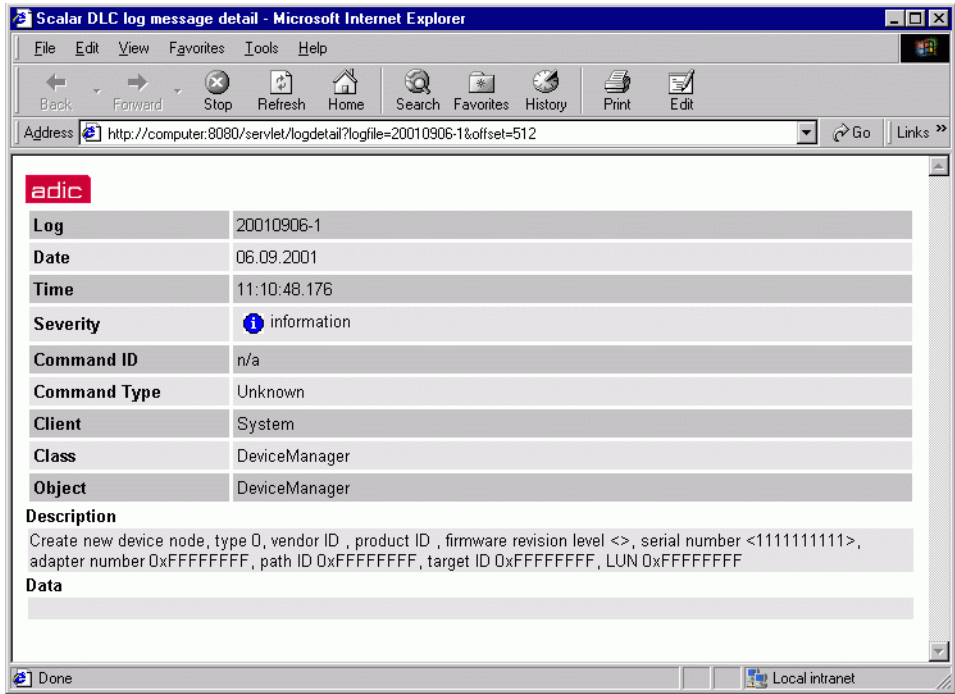 Scalar DLC log message detail - Microsoft Internet Explorer
File Edit View Favorites Tools Help
Back Forward Stop Refresh Home Search Favorites History Print Edit
Address http://computer:8080/servlet/logdetail?logfile=20010906-1&offset=512 Go Links »
adic
Log 20010906-1
Date 06.09.2001
Time 11:10:48.176
Severity information
Command ID n/a
Command Type Unknown
Client System
Class DeviceManager
Object DeviceManager
Description
Create new device node, type 0, vendor ID , product ID , firmware revision level <>, serial number <1111111111>,
adapter number 0xFFFFFFFF, path ID 0xFFFFFFFF, target ID 0xFFFFFFFF, LUN 0xFFFFFFFF
Data
Done Local intranet